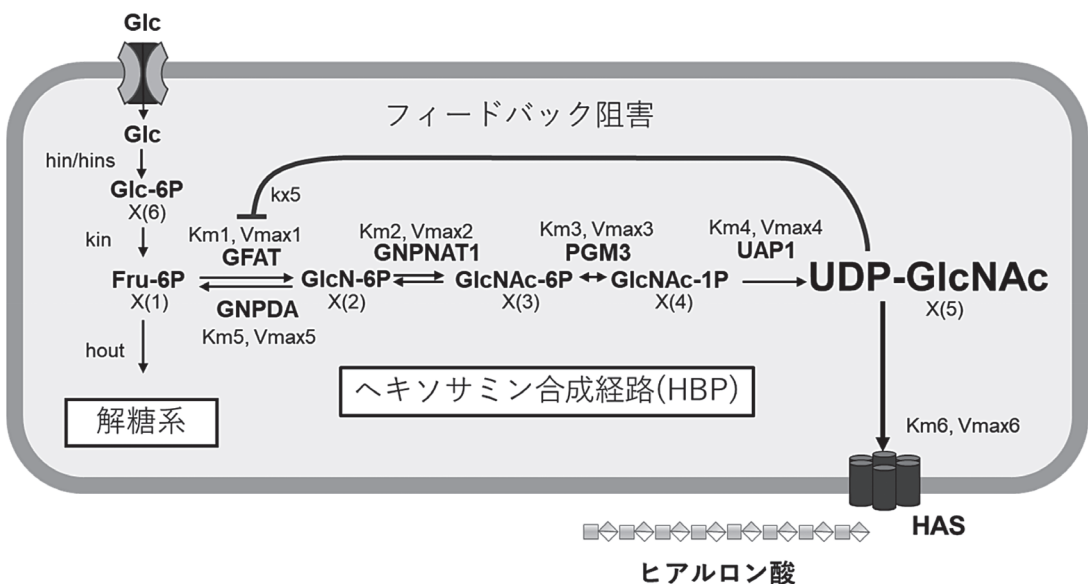 Glc
フィードバック阻害
Glc
hin/hins
Glc-6P
X(6)
kx5
kin
Km1, Vmax1
GFAT
Km2, Vmax2
GNPNAT1
Km3, Vmax3
PGM3
Km4, Vmax4
UAP1
Fru-6P
X(1)
GlcN-6P
X(2)
GlcNAc-6P
X(3)
GlcNAc-1P
X(4)
UDP-GlcNAc
X(5)
GNPDA
Km5, Vmax5
hout
ヘキソサミン合成経路(HBP)
解糖系
Km6, Vmax6
HAS
ヒアルロン酸